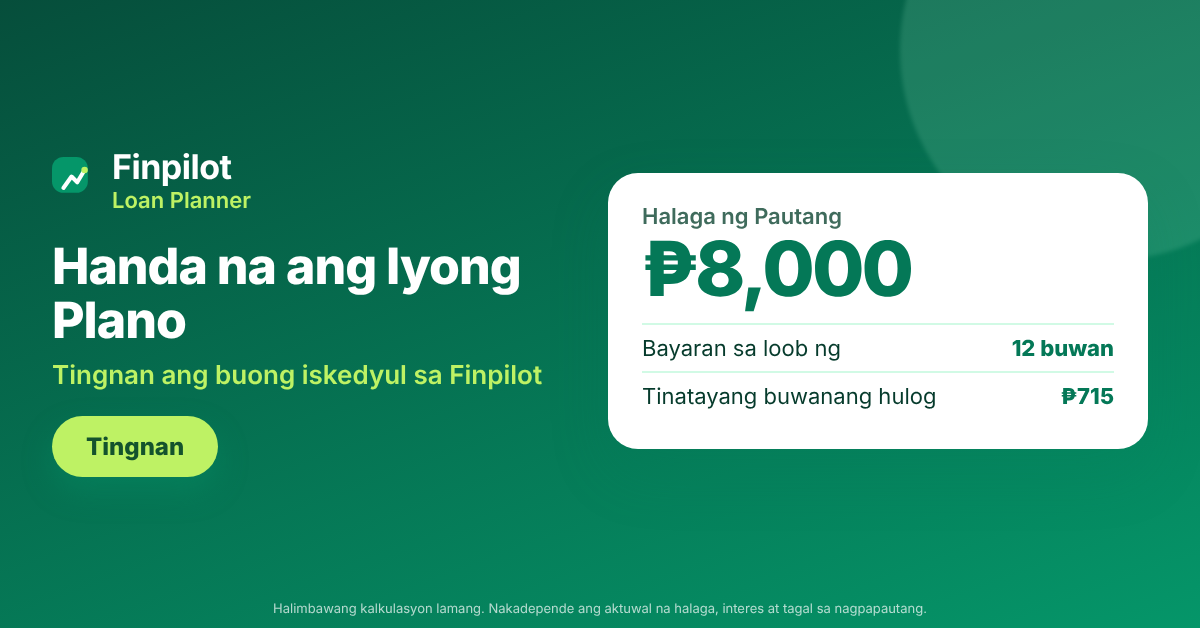 Finpilot
Loan Planner
Handa na ang Iyong
Plano
Tingnan ang buong iskedyul sa Finpilot
Tingnan
Halaga ng Pautang
₱8,000
Bayaran sa loob ng 12 buwan
Tinatayang buwanang hulog ₱715
Halimbawang kalkulasyon lamang. Nakadepende ang aktuwal na halaga, interes at tagal sa nagpapautang.